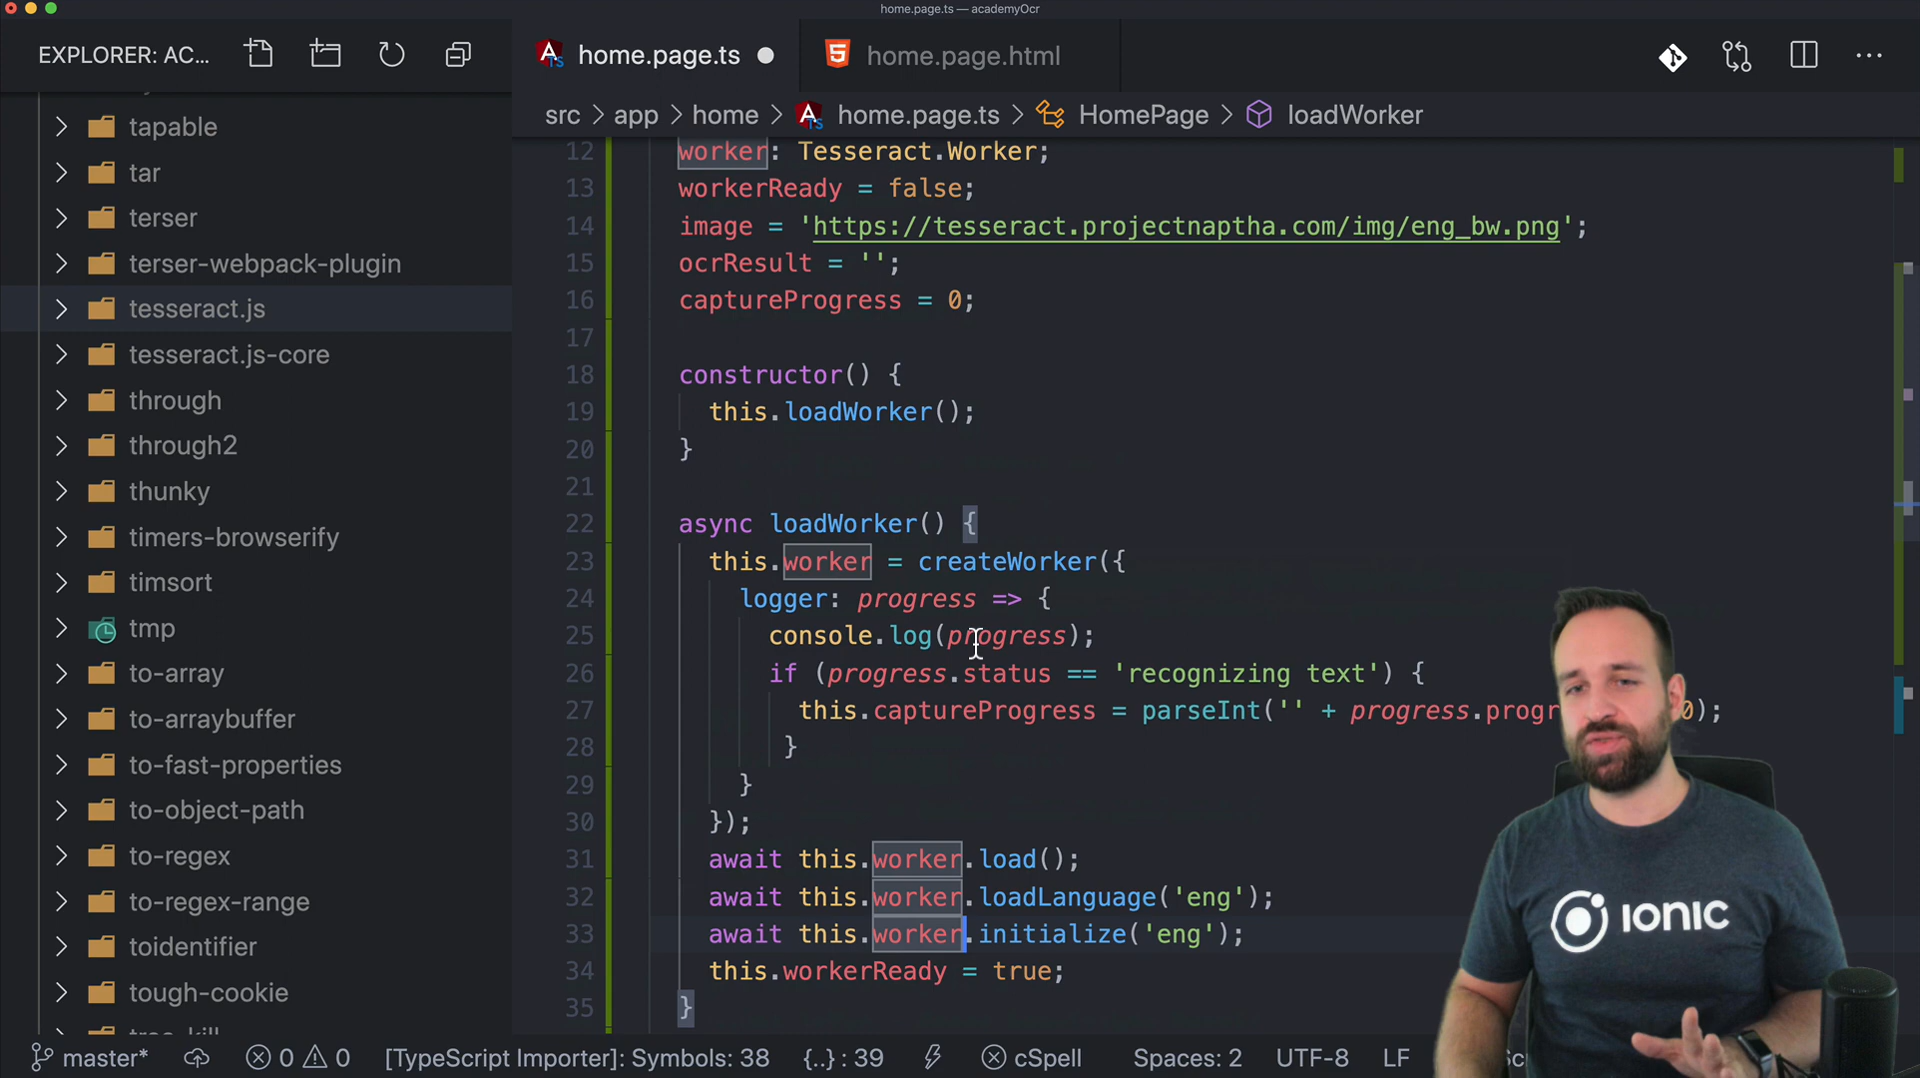 home.page.ts — academyOcr
EXPLORER: AC...
home.page.ts
home.page.html
src > app > home > home.page.ts > HomePage > loadWorker
tapable
tar
terser
terser-webpack-plugin
tesseract.js
tesseract.js-core
through
through2
thunky
timers-browserify
timsort
tmp
to-array
to-arraybuffer
to-fast-properties
to-object-path
to-regex
to-regex-range
toidentifier
tough-cookie
12 worker: Tesseract.Worker;
13 workerReady = false;
14 image = 'https://tesseract.projectnaptha.com/img/eng_bw.png';
15 ocrResult = '';
16 captureProgress = 0;
17
18 constructor() {
19 this.loadWorker();
20 }
21
22 async loadWorker() {
23 this.worker = createWorker({
24 logger: progress => {
25 console.log(progress);
26 if (progress.status == 'recognizing text') {
27 this.captureProgress = parseInt('' + progress.progr 0);
28 }
29 }
30 });
31 await this.worker.load();
32 await this.worker.loadLanguage('eng');
33 await this.worker.initialize('eng');
34 this.workerReady = true;
35 }
IONIC
master* 0 0 [TypeScript Importer]: Symbols: 38 {..} : 39 cSpell Spaces: 2 UTF-8 LF